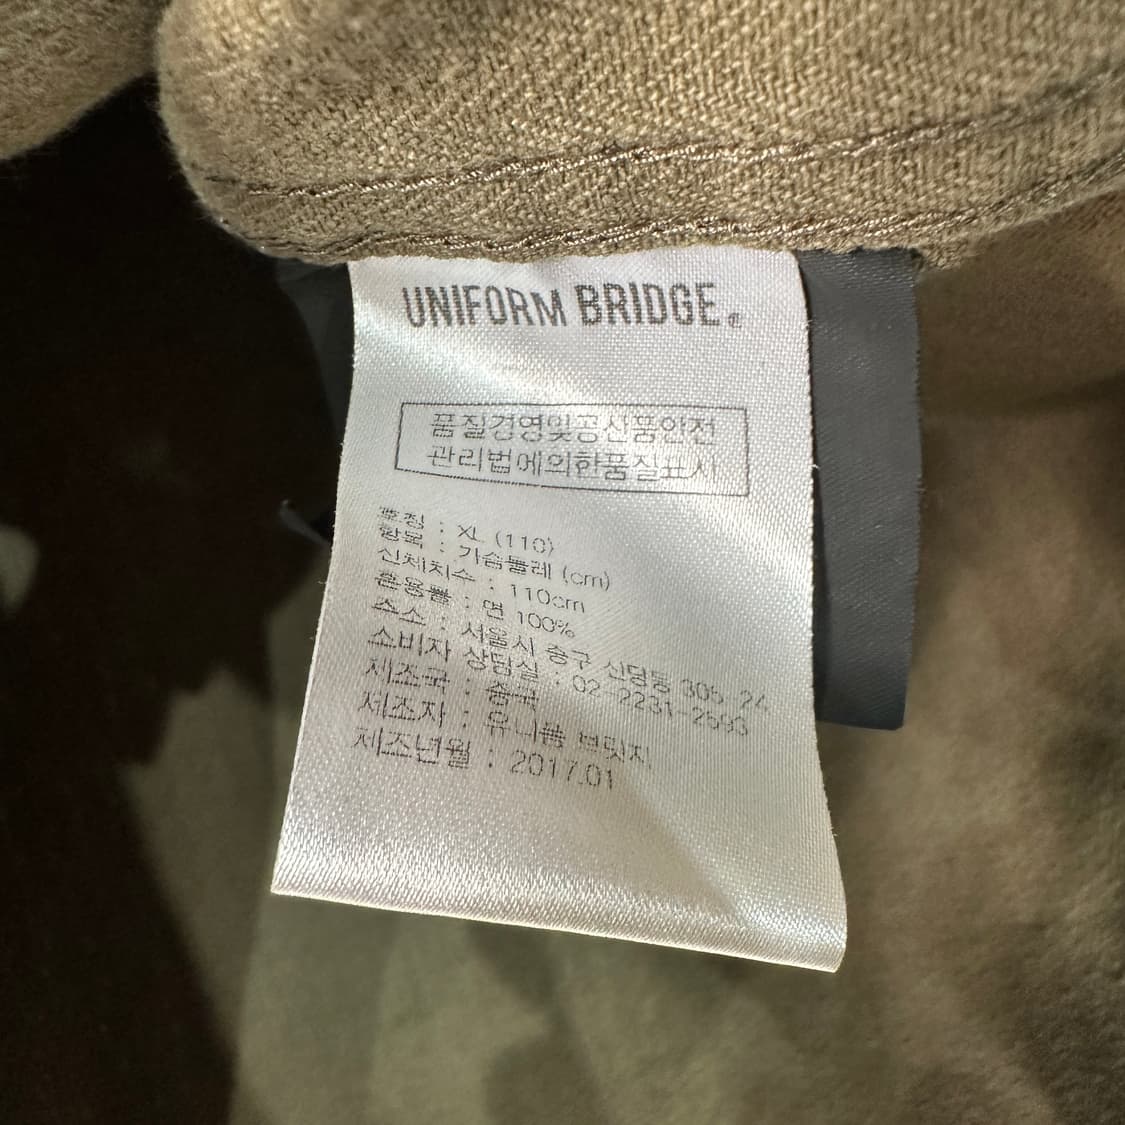 UNIFORM BRIDGE®
품질경영및공산품안전
관리법에의한품질표시
호칭 : XL (110)
항목 : 가슴둘레 (cm)
신체치수 : 110cm
혼용률 : 면 100%
소소 : 서울시 중구 신당동 305-24
소비자 상담실 : 02-2231-2593
제조국 : 중국
제조자 : 유니폼 브릿지
제조년월 : 2017.01